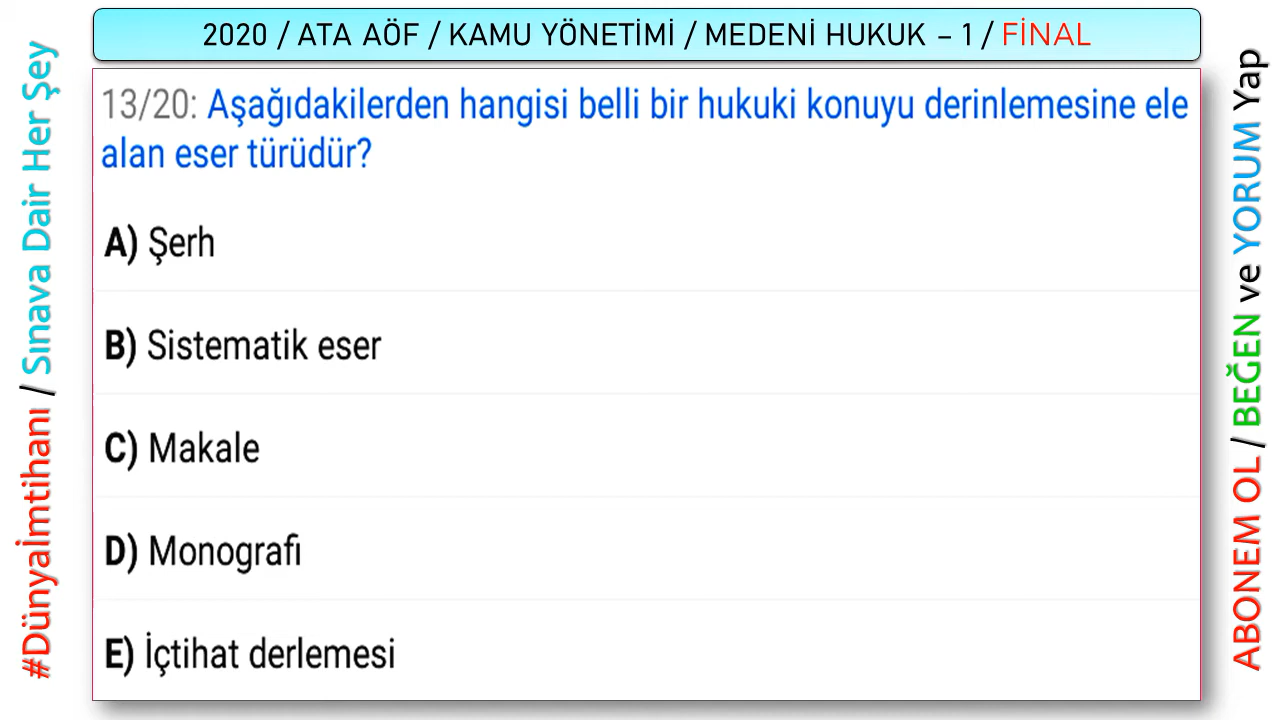 2020 / ATA AÖF / KAMU YÖNETİMİ / MEDENİ HUKUK – 1 / FİNAL
#Dünyaİmtihanı / Sınava Dair Her Şey
13/20: Aşağıdakilerden hangisi belli bir hukuki konuyu derinlemesine ele
alan eser türüdür?
A) Şerh
B) Sistematik eser
C) Makale
D) Monografi
E) İçtihat derlemesi
ABONEM OL / BEĞEN ve YORUM Yap